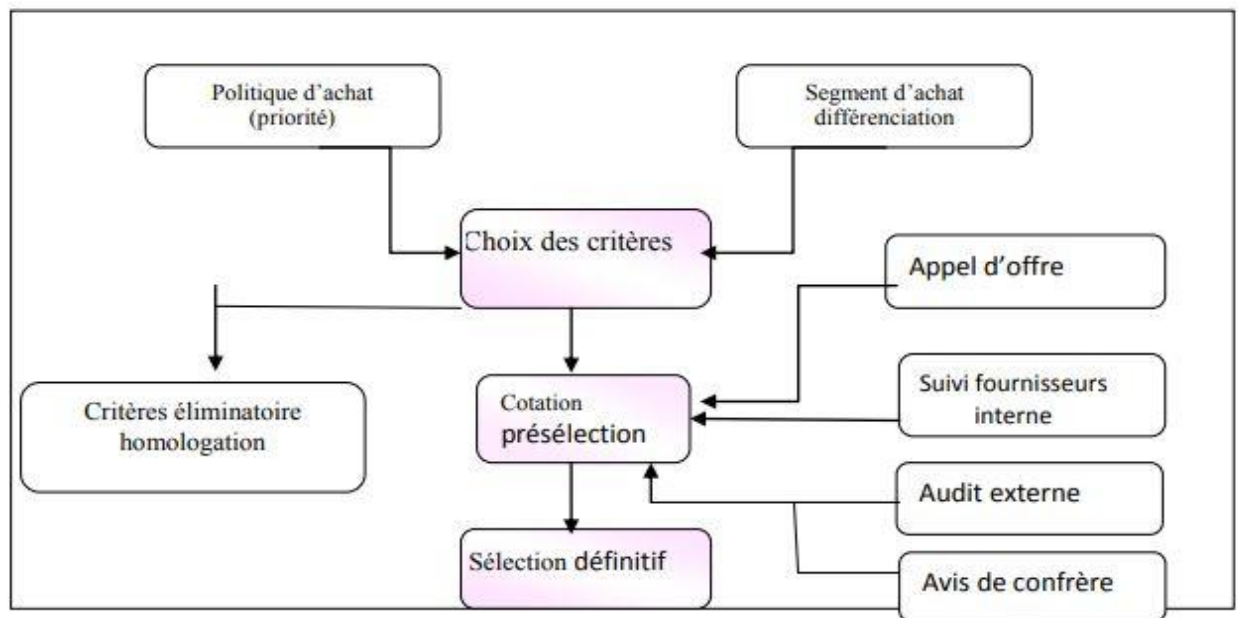 Politique d'achat
(priorité)
Segment d'achat
différenciation
Choix des critères
Appel d'offre
Critères éliminatoire
homologation
Cotation
présélection
Suivi fournisseurs
interne
Audit externe
Sélection définitif
Avis de confrère